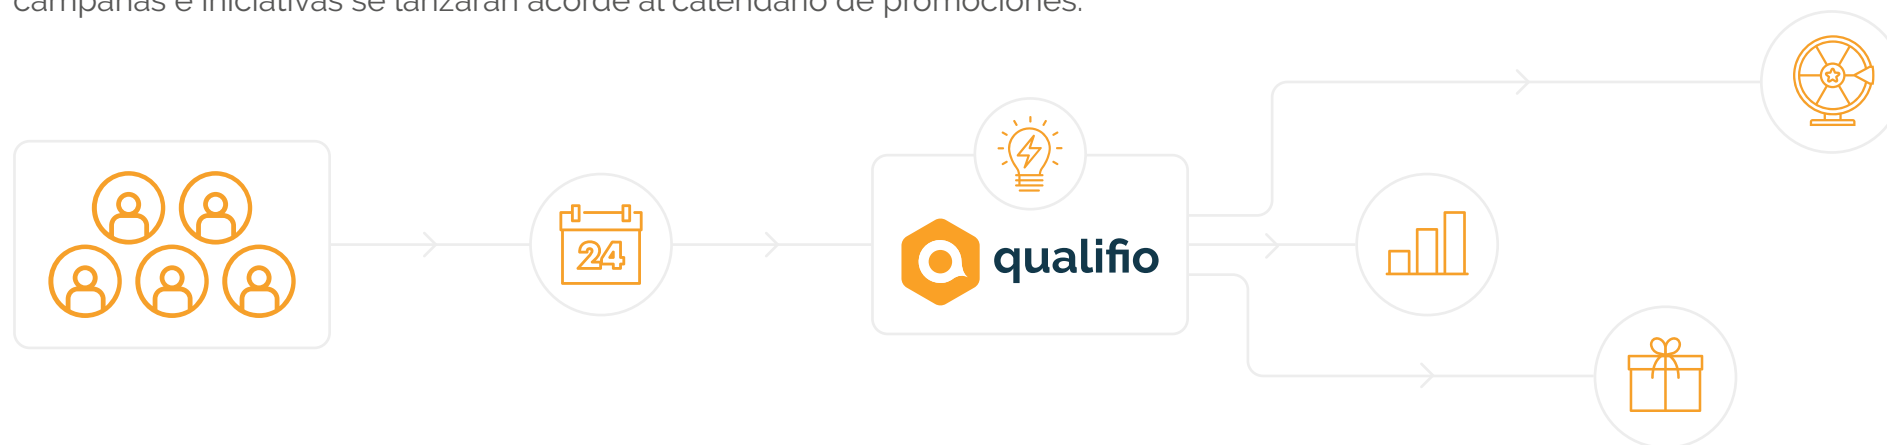 campañas e iniciativas se lanzarán acorde al calendario de promociones.
24
qualifio